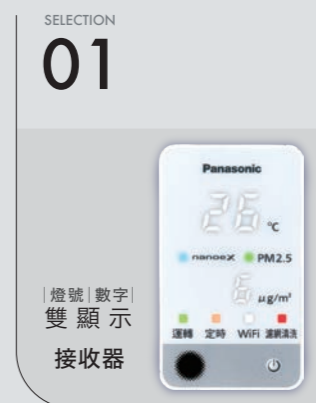 SELECTION
01
Panasonic
26 ℃
nanoeX PM2.5
6 μg/m³
運轉 定時 WiFi 濾網清洗
|燈號|數字|
雙顯示
接收器